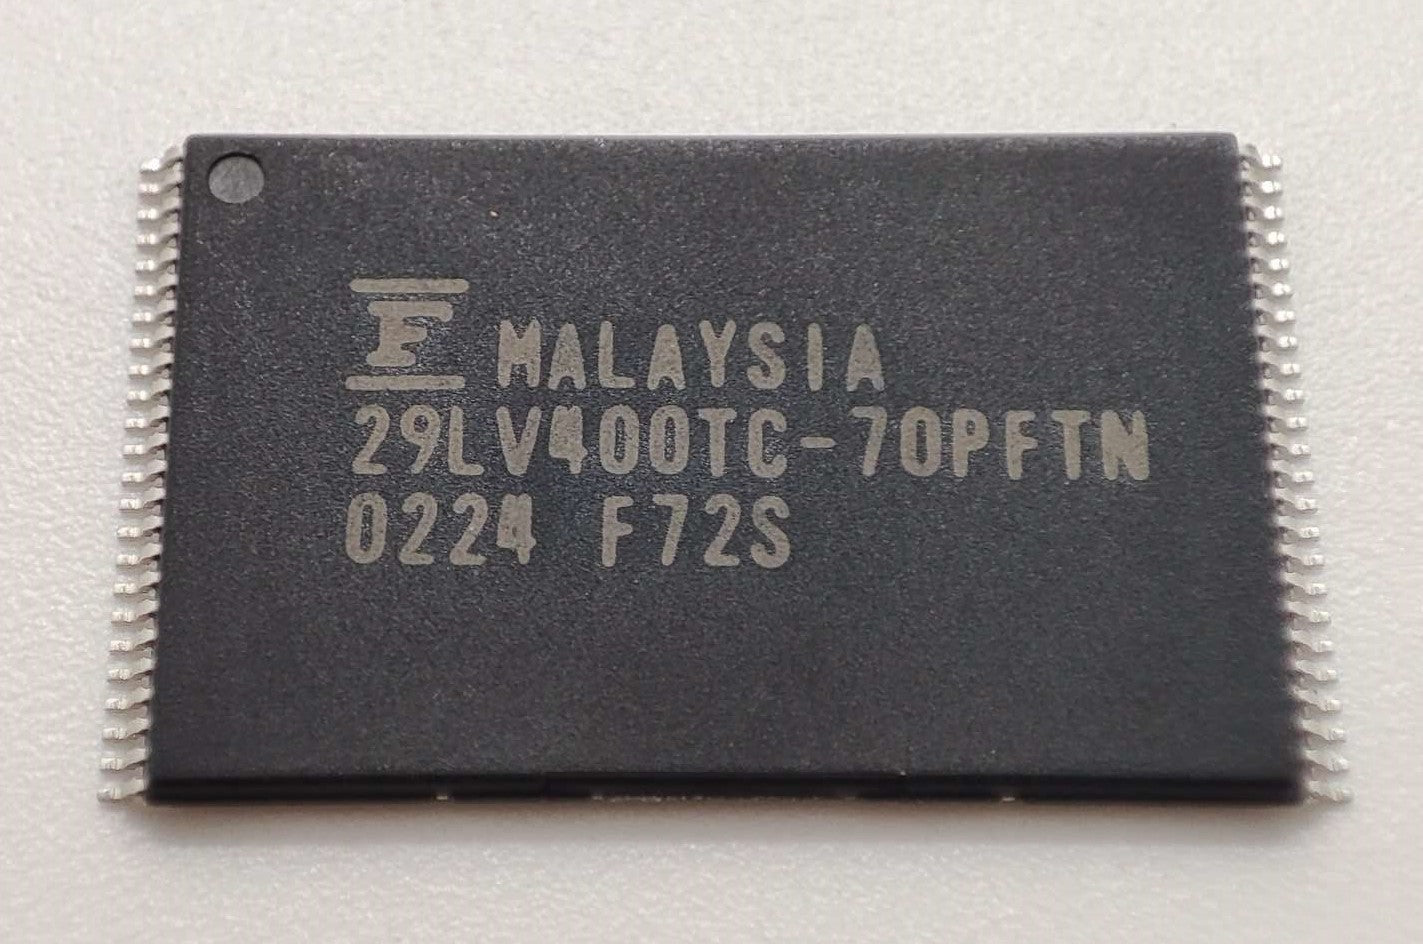 F MALAYSIA
29LV400TC-70PFTN
0224 F72S